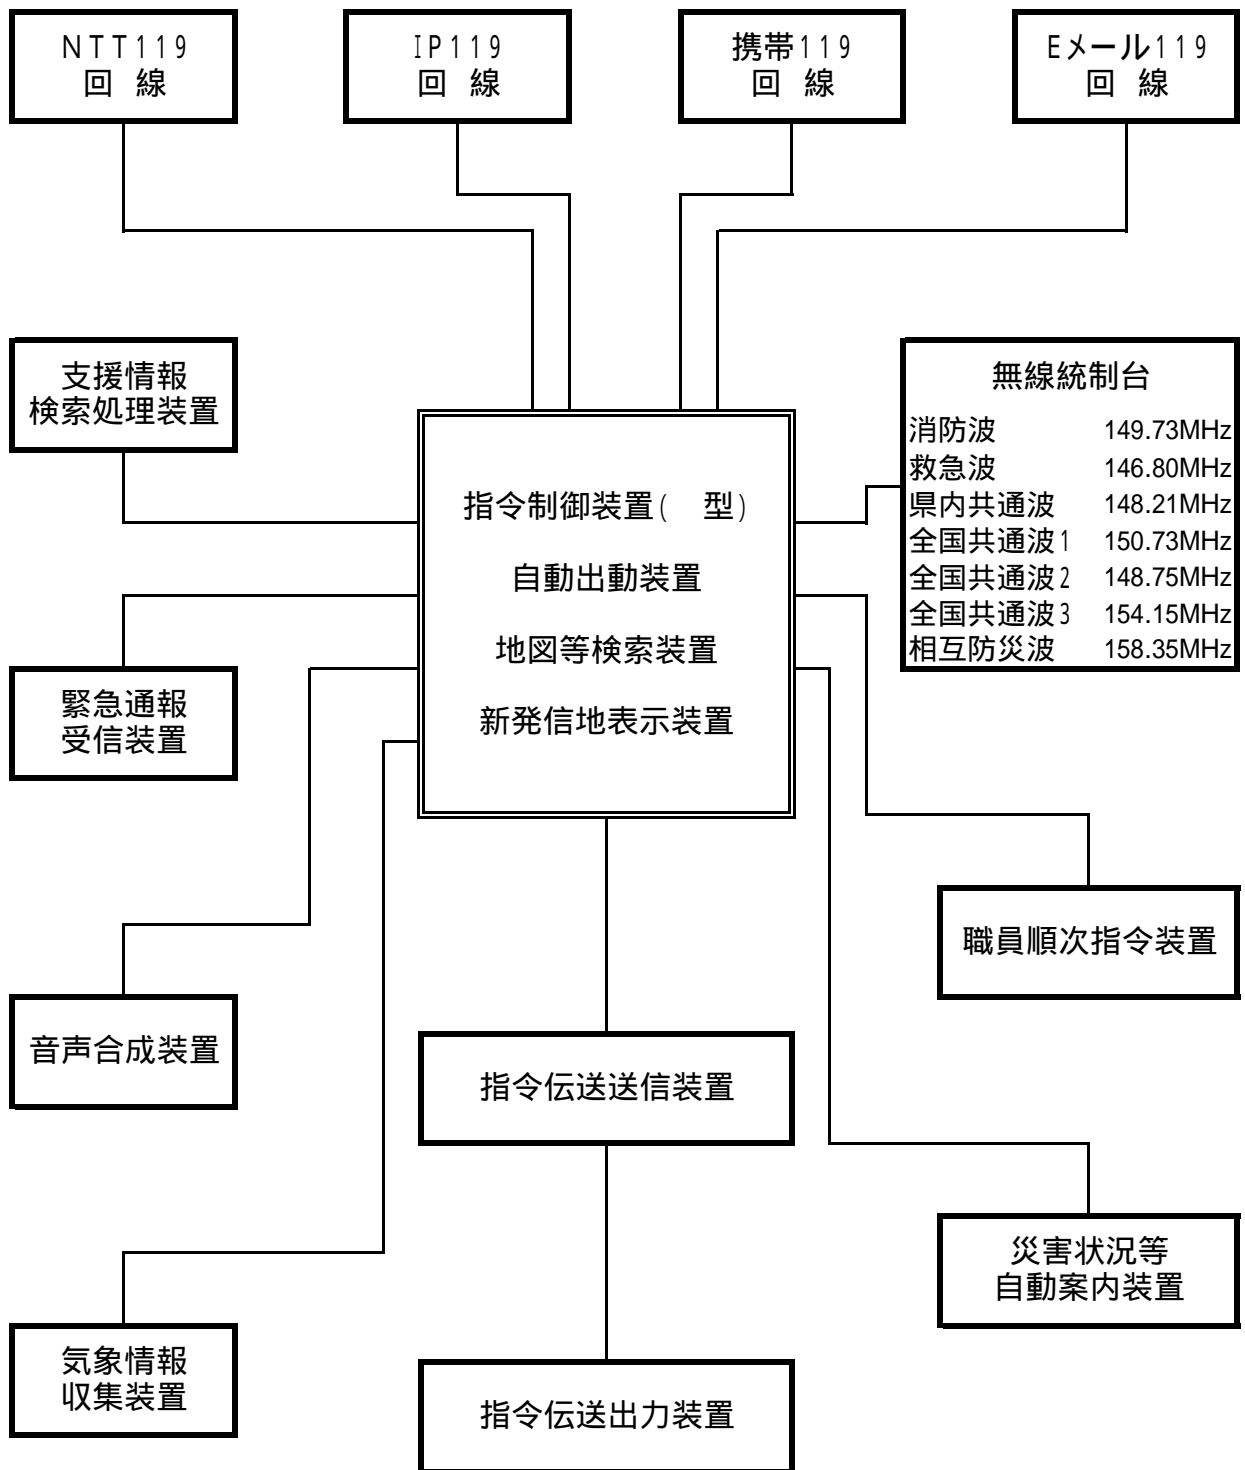 ＮＴＴ119
回 線
IP119
回 線
携帯119
回 線
Eメール119
回 線
支援情報
検索処理装置
無線統制台
消防波 149.73MHz
救急波 146.80MHz
県内共通波 148.21MHz
全国共通波1 150.73MHz
全国共通波2 148.75MHz
全国共通波3 154.15MHz
相互防災波 158.35MHz
指令制御装置(　型)
自動出動装置
地図等検索装置
新発信地表示装置
緊急通報
受信装置
職員順次指令装置
音声合成装置
指令伝送送信装置
災害状況等
自動案内装置
気象情報
収集装置
指令伝送出力装置